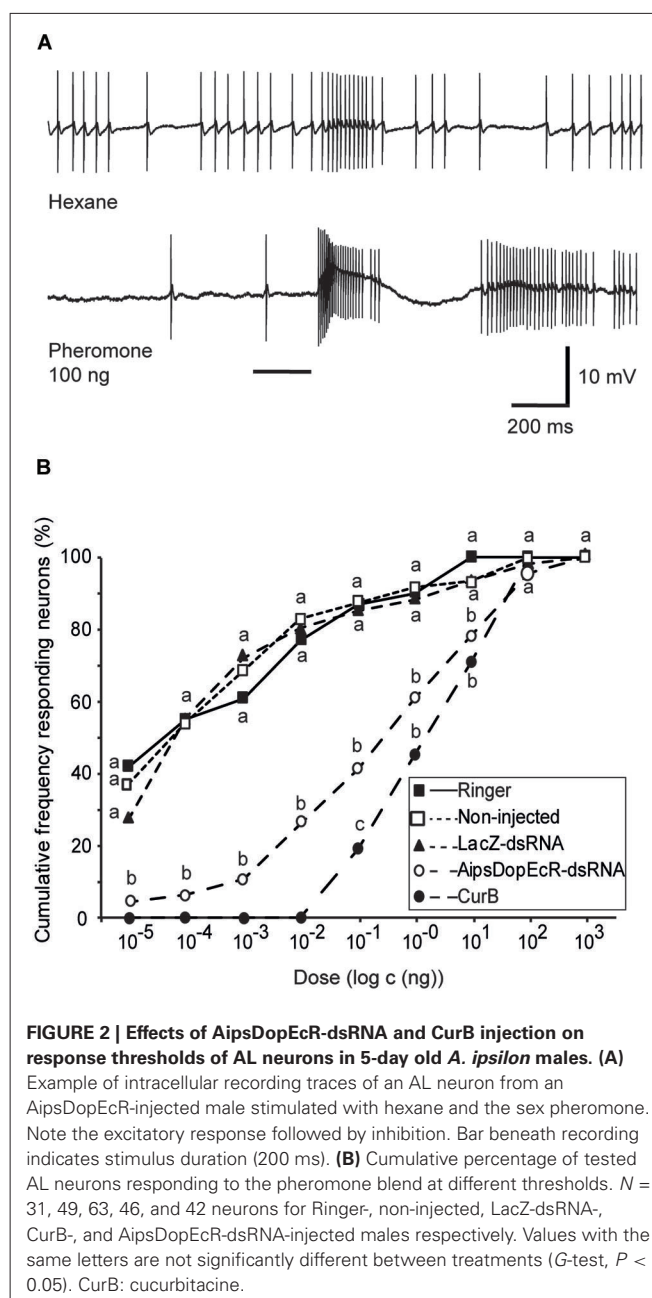 A
Hexane
Pheromone
100 ng
10 mV
200 ms
B
Cumulative frequency responding neurons (%)
100
80
60
40
20
0
a a a
a a a
a a a a
a a a
a a
a
a
a
b b b b b b b b
c b b
Ringer
Non-injected
LacZ-dsRNA
AipsDopEcR-dsRNA
CurB
10-5 10-4 10-3 10-2 10-1 10-0 101 102 103
Dose (log c (ng))
FIGURE 2 | Effects of AipsDopEcR-dsRNA and CurB injection on
response thresholds of AL neurons in 5-day old A. ipsilon males. (A)
Example of intracellular recording traces of an AL neuron from an
AipsDopEcR-injected male stimulated with hexane and the sex pheromone.
Note the excitatory response followed by inhibition. Bar beneath recording
indicates stimulus duration (200 ms). (B) Cumulative percentage of tested
AL neurons responding to the pheromone blend at different thresholds. N =
31, 49, 63, 46, and 42 neurons for Ringer-, non-injected, LacZ-dsRNA-,
CurB-, and AipsDopEcR-dsRNA-injected males respectively. Values with the
same letters are not significantly different between treatments (G-test, P <
0.05). CurB: cucurbitacine.